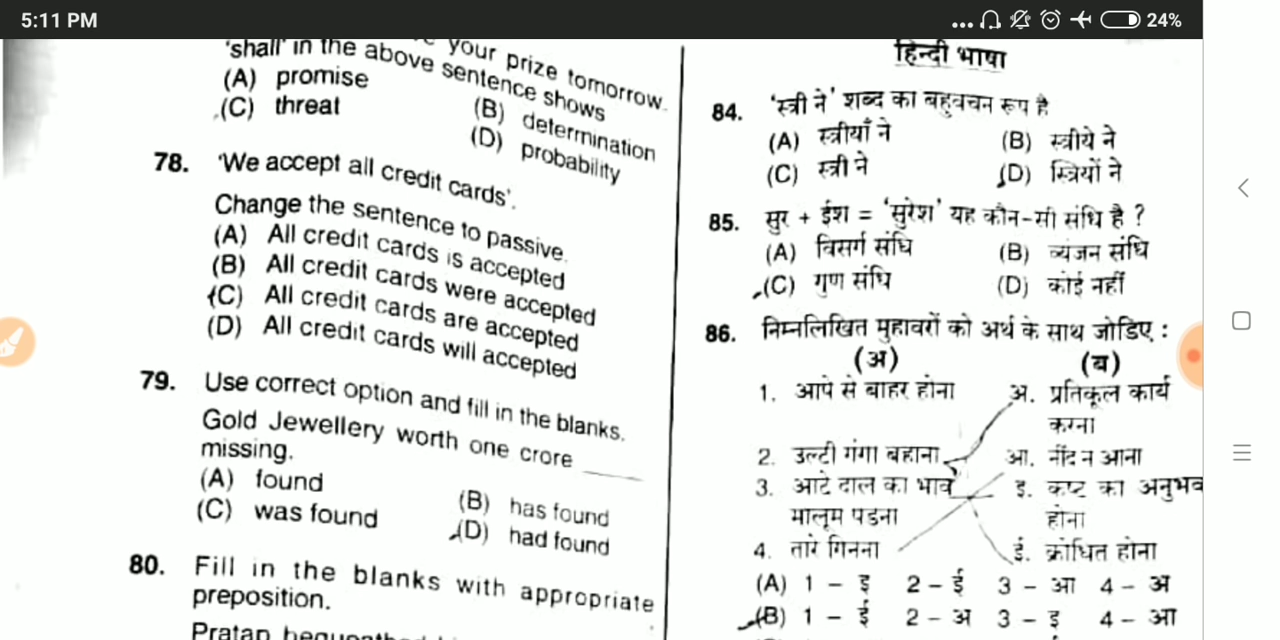 5:11 PM
24%
your prize tomorrow.
'shall' in the above sentence shows
(A) promise
(B) determination
(C) threat
(D) probability
78. 'We accept all credit cards'.
Change the sentence to passive.
(A) All credit cards is accepted
(B) All credit cards were accepted
(C) All credit cards are accepted
(D) All credit cards will accepted
79. Use correct option and fill in the blanks.
Gold Jewellery worth one crore ____
missing.
(A) found
(B) has found
(C) was found
(D) had found
80. Fill in the blanks with appropriate
preposition.
Pratap
हिन्दी भाषा
84. 'स्त्री ने' शब्द का बहुवचन रूप है
(A) स्त्रीयाँ ने (B) स्त्रीये ने
(C) स्त्री ने (D) स्त्रियों ने
85. सुर + ईश = 'सुरेश' यह कौन-सी संधि है ?
(A) विसर्ग संधि (B) व्यंजन संधि
(C) गुण संधि (D) कोई नहीं
86. निम्नलिखित मुहावरों को अर्थ के साथ जोडिए :
(अ) (ब)
1. आपे से बाहर होना अ. प्रतिकूल कार्य
करना
2. उल्टी गंगा बहाना आ. नींद न आना
3. आटे दाल का भाव इ. कष्ट का अनुभव
मालूम पडना होना
4. तारे गिनना ई. क्रोधित होना
(A) 1 - इ 2 - ई 3 - आ 4 - अ
(B) 1 - ई 2 - अ 3 - इ 4 - आ